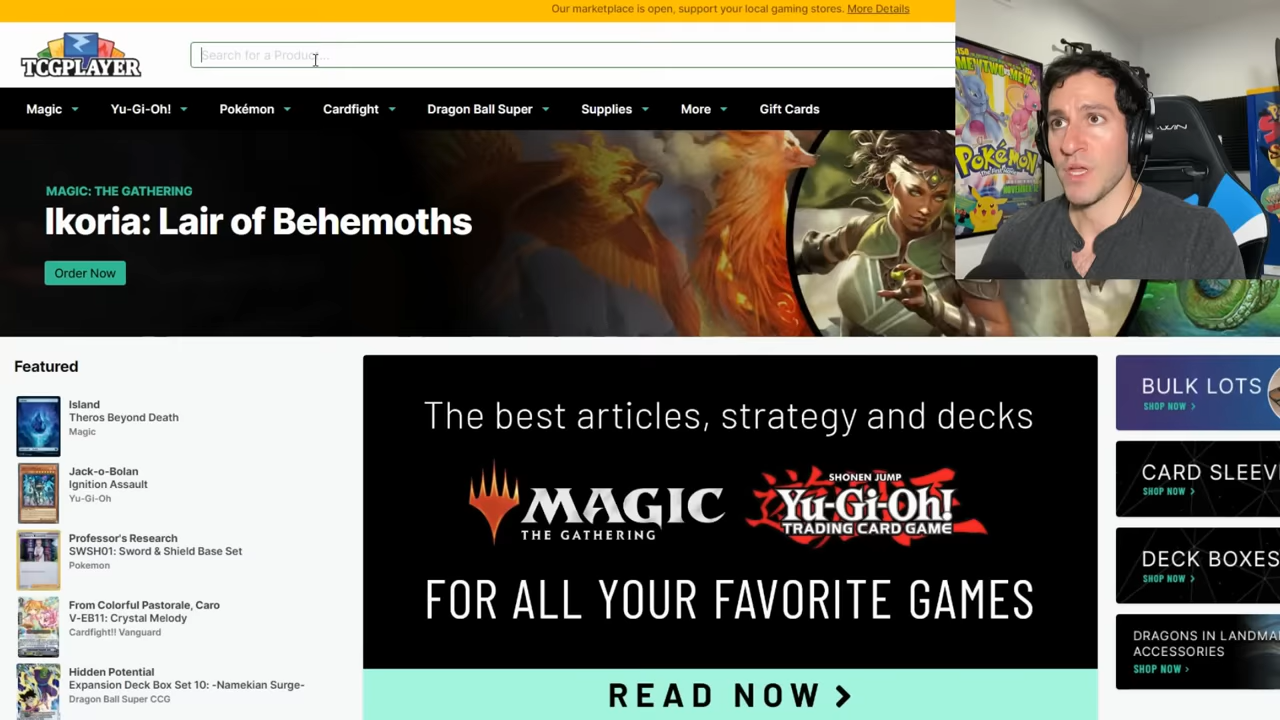 Our marketplace is open, support your local gaming stores. More Details
TCGPLAYER
Search for a Product...
Magic
Yu-Gi-Oh!
Pokémon
Cardfight
Dragon Ball Super
Supplies
More
Gift Cards
MAGIC: THE GATHERING
Ikoria: Lair of Behemoths
Order Now
Pokémon
Featured
Island
Theros Beyond Death
Magic
Jack-o-Bolan
Ignition Assault
Yu-Gi-Oh
Professor's Research
SWSH01: Sword & Shield Base Set
Pokemon
From Colorful Pastorale, Caro
V-EB11: Crystal Melody
Cardfight!! Vanguard
Hidden Potential
Expansion Deck Box Set 10: -Namekian Surge-
Dragon Ball Super CCG
The best articles, strategy and decks
MAGIC
THE GATHERING
SHONEN JUMP
Yu-Gi-Oh!
TRADING CARD GAME
FOR ALL YOUR FAVORITE GAMES
READ NOW >
BULK LOTS
SHOP NOW >
CARD SLEEV
SHOP NOW >
DECK BOXES
SHOP NOW >
DRAGONS IN LANDMA
ACCESSORIES
SHOP NOW >